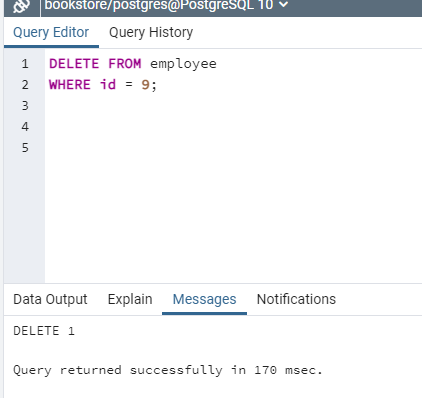 bookstore/postgres@PostgreSQL 10
Query Editor Query History
1 DELETE FROM employee
2 WHERE id = 9;
3
4
5
Data Output Explain Messages Notifications
DELETE 1
Query returned successfully in 170 msec.